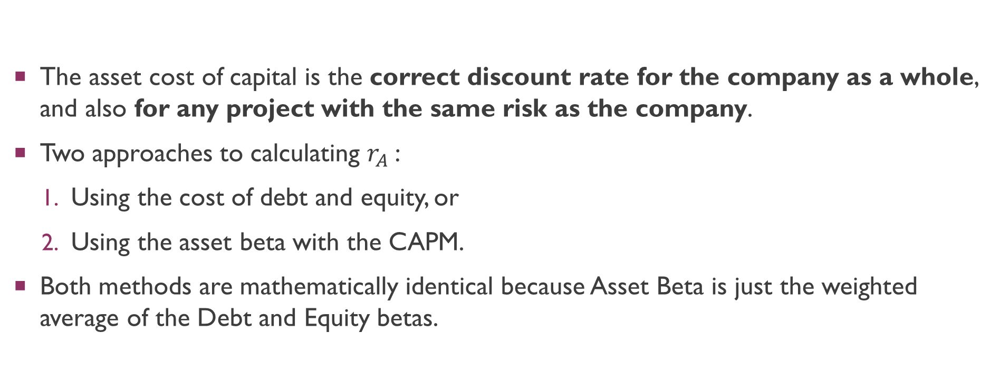 The asset cost of capital is the correct discount rate for the company as a whole,
and also for any project with the same risk as the company.
Two approaches to calculating r_A :
1. Using the cost of debt and equity, or
2. Using the asset beta with the CAPM.
Both methods are mathematically identical because Asset Beta is just the weighted
average of the Debt and Equity betas.